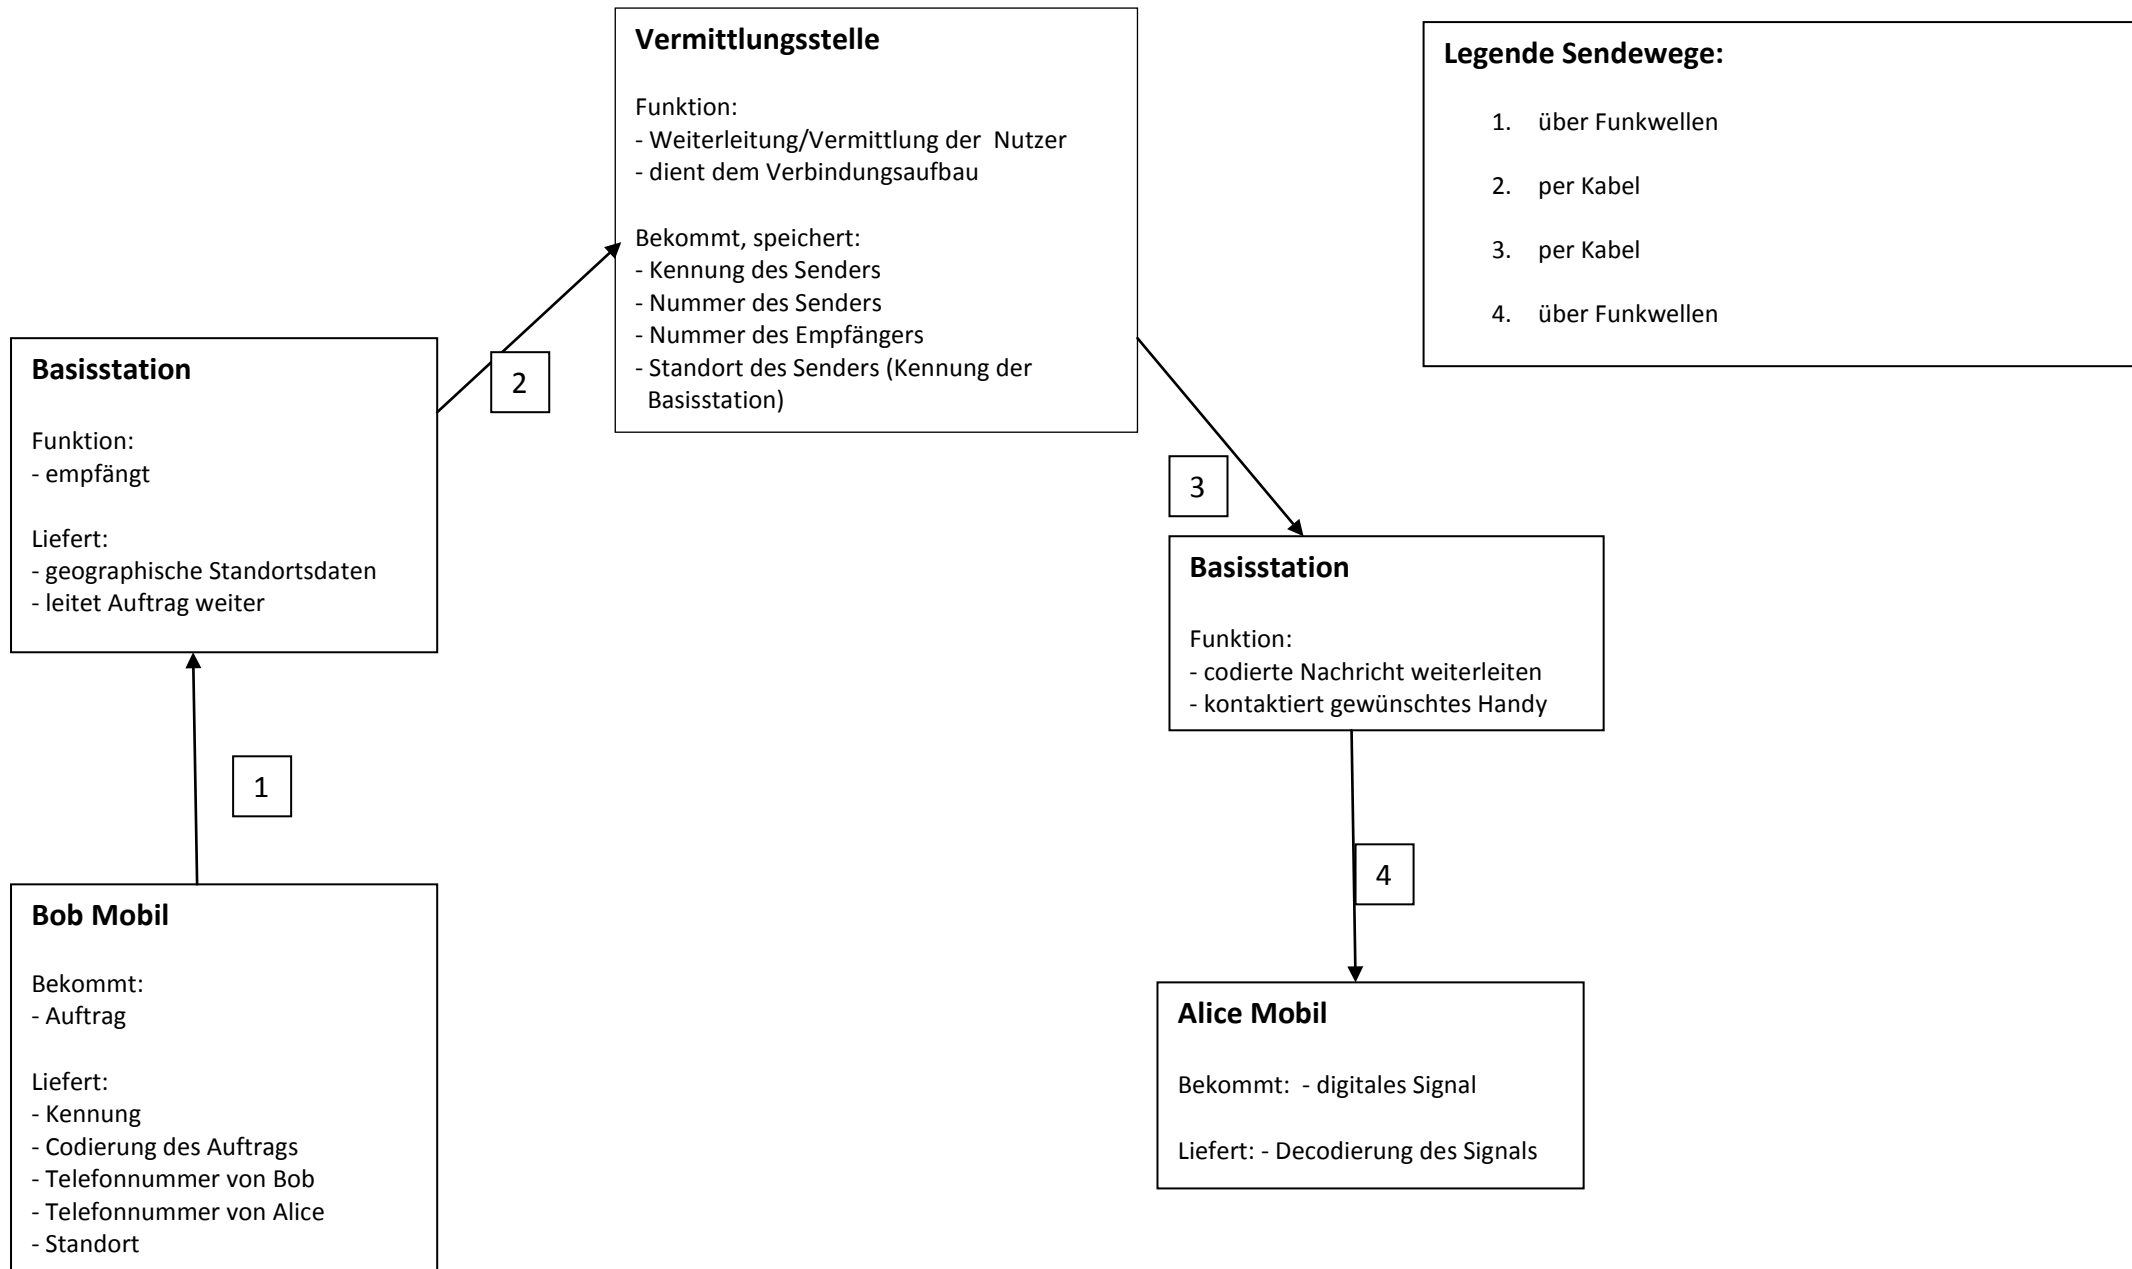 Vermittlungsstelle
Funktion:
- Weiterleitung/Vermittlung der  Nutzer
- dient dem Verbindungsaufbau
Bekommt, speichert:
- Kennung des Senders
- Nummer des Senders
- Nummer des Empfängers
- Standort des Senders (Kennung der
Basisstation)
Legende Sendewege:
1. über Funkwellen
2. per Kabel
3. per Kabel
4. über Funkwellen
Basisstation
Funktion:
- empfängt
Liefert:
- geographische Standortsdaten
- leitet Auftrag weiter
2
3
Basisstation
Funktion:
- codierte Nachricht weiterleiten
- kontaktiert gewünschtes Handy
1
4
Bob Mobil
Bekommt:
- Auftrag
Liefert:
- Kennung
- Codierung des Auftrags
- Telefonnummer von Bob
- Telefonnummer von Alice
- Standort
Alice Mobil
Bekommt:  - digitales Signal
Liefert: - Decodierung des Signals